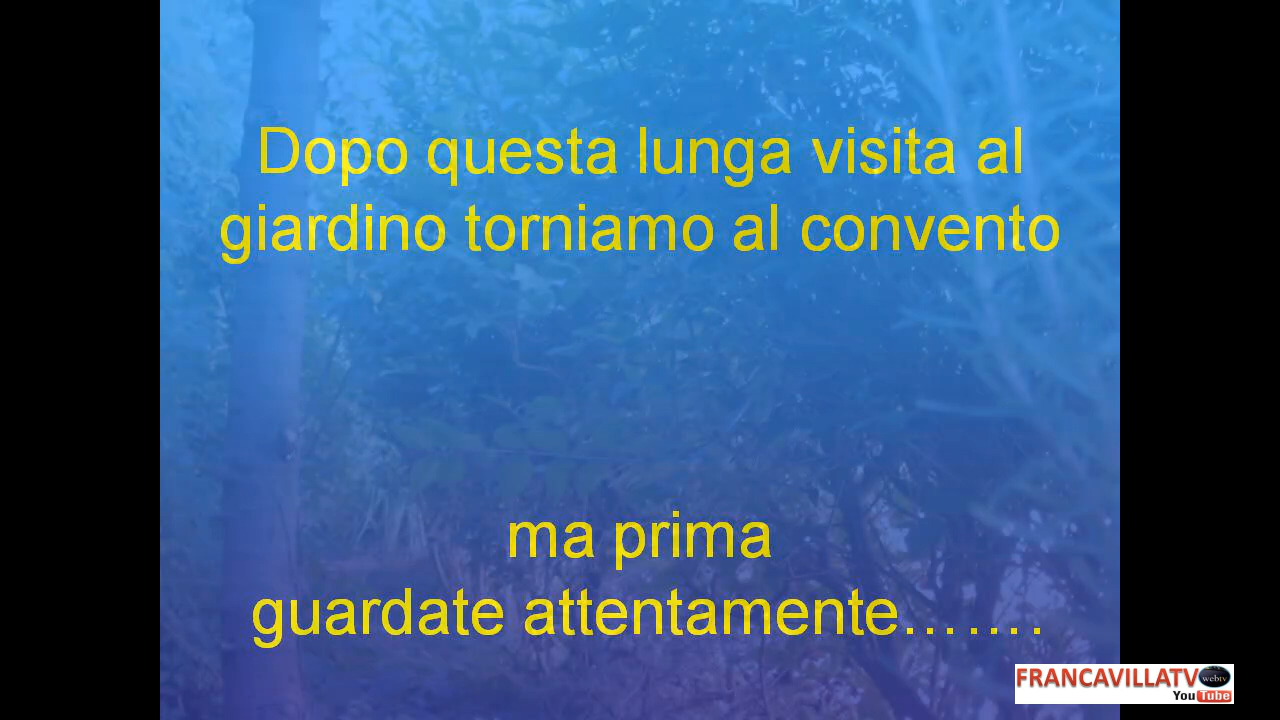 Dopo questa lunga visita al
giardino torniamo al convento
ma prima
guardate attentamente…….
FRANCAVILLATV webtv
YouTube